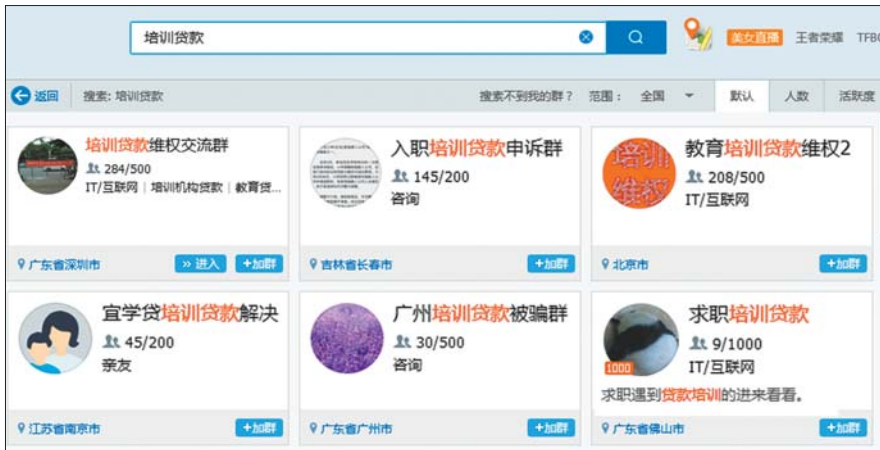 培训贷款
美女直播 王者荣耀 TFBO
返回 搜索: 培训贷款 搜索不到我的群？ 范围： 全国 默认 人数 活跃度
培训贷款维权交流群
284/500
IT/互联网 | 培训机构贷款 | 教育贷...
广东省深圳市 >> 进入 +加群
入职培训贷款申诉群
145/200
咨询
吉林省长春市 +加群
培训
维权
教育培训贷款维权2
208/500
IT/互联网
北京市 +加群
宜学贷培训贷款解决
45/200
亲友
江苏省南京市 +加群
广州培训贷款被骗群
30/500
咨询
广东省广州市 +加群
1000
求职培训贷款
9/1000
IT/互联网
求职遇到贷款培训的进来看看。
广东省佛山市 +加群